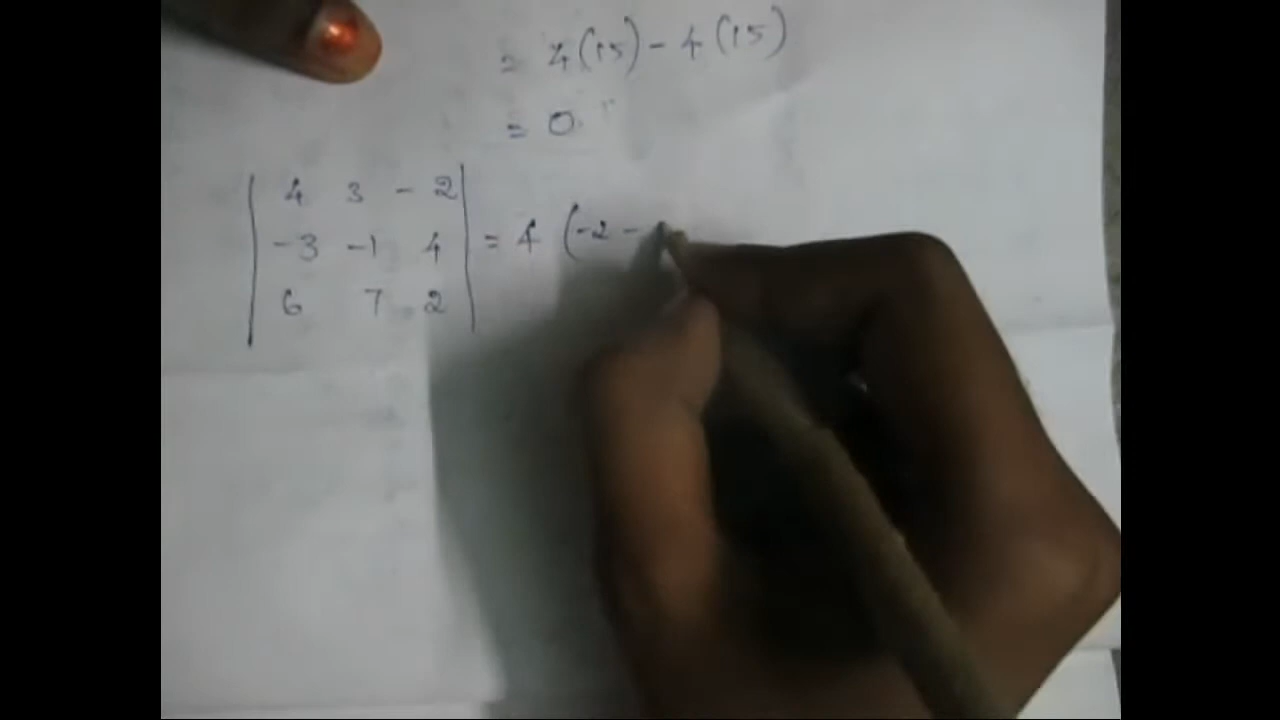 = 4(15) - 4(15)
= 0
4 3 -2
-3 -1 4 = 4 (-2 -
6 7 2